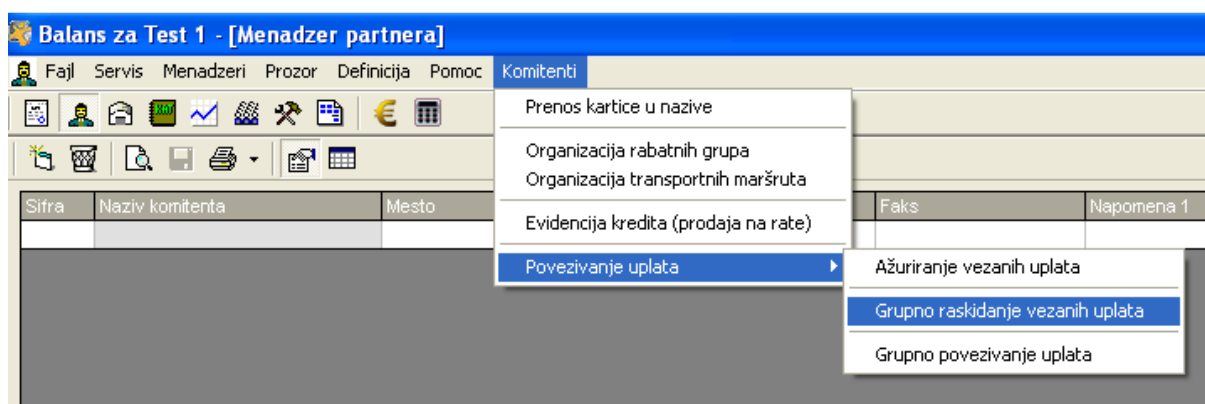 Balans za Test 1 - [Menadzer partnera]
Fajl Servis Menadzeri Prozor Definicija Pomoc Komitenti
Prenos kartice u nazive
Organizacija rabatnih grupa
Organizacija transportnih maršruta
Evidencija kredita (prodaja na rate)
Povezivanje uplata
Sifra Naziv komitenta Mesto Faks Napomena 1
Ažuriranje vezanih uplata
Grupno raskidanje vezanih uplata
Grupno povezivanje uplata